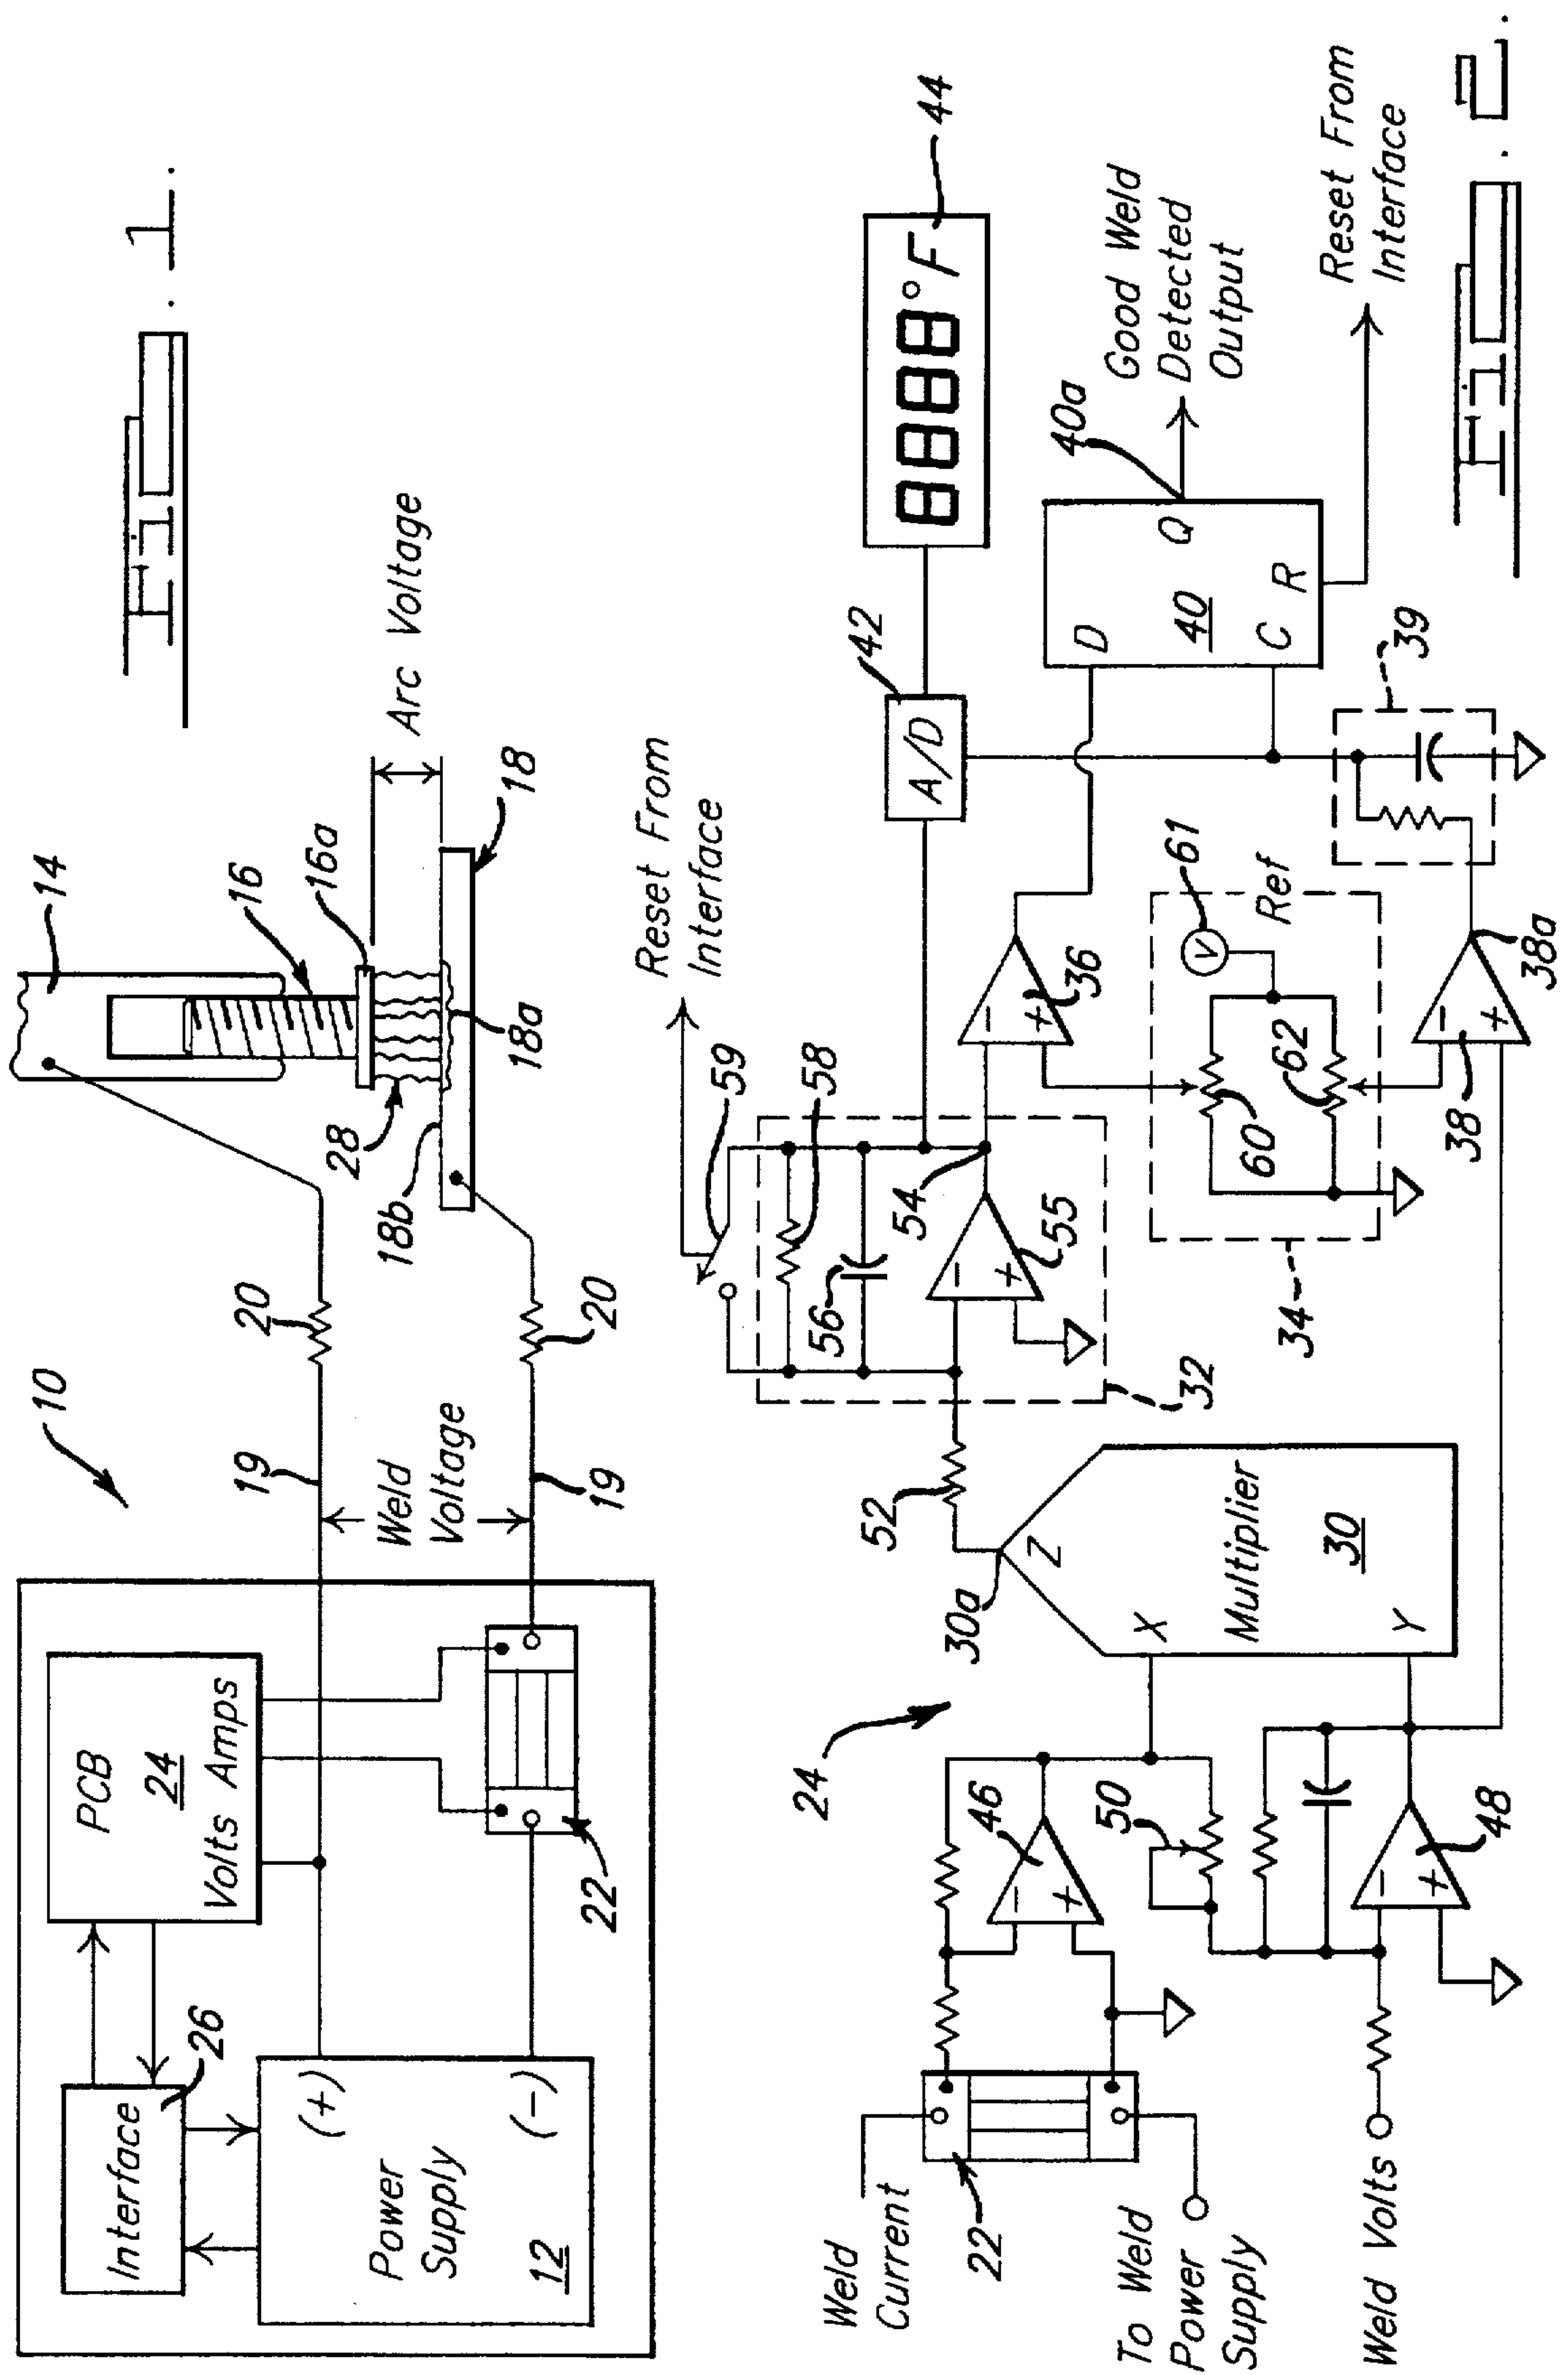 Fig. 1.
10
PCB
24
Volts Amps
Interface
26
Power
Supply
12
(+)
(-)
22
19
Weld
Voltage
19
20
20
14
16
16a
28
18b
18a
18
Arc Voltage
Fig. 2.
24
Weld
Current
22
To Weld
Power
Supply
Weld Volts
46
50
48
X
Y
Z
Multiplier
30
30a
52
32
56
58
59
54
55
Reset From
Interface
36
34
60
62
61
V
Ref
38
38a
39
A/D
42
8888°F
44
D
Q
40
C
R
40a
Good Weld
Detected
Output
Reset From
Interface